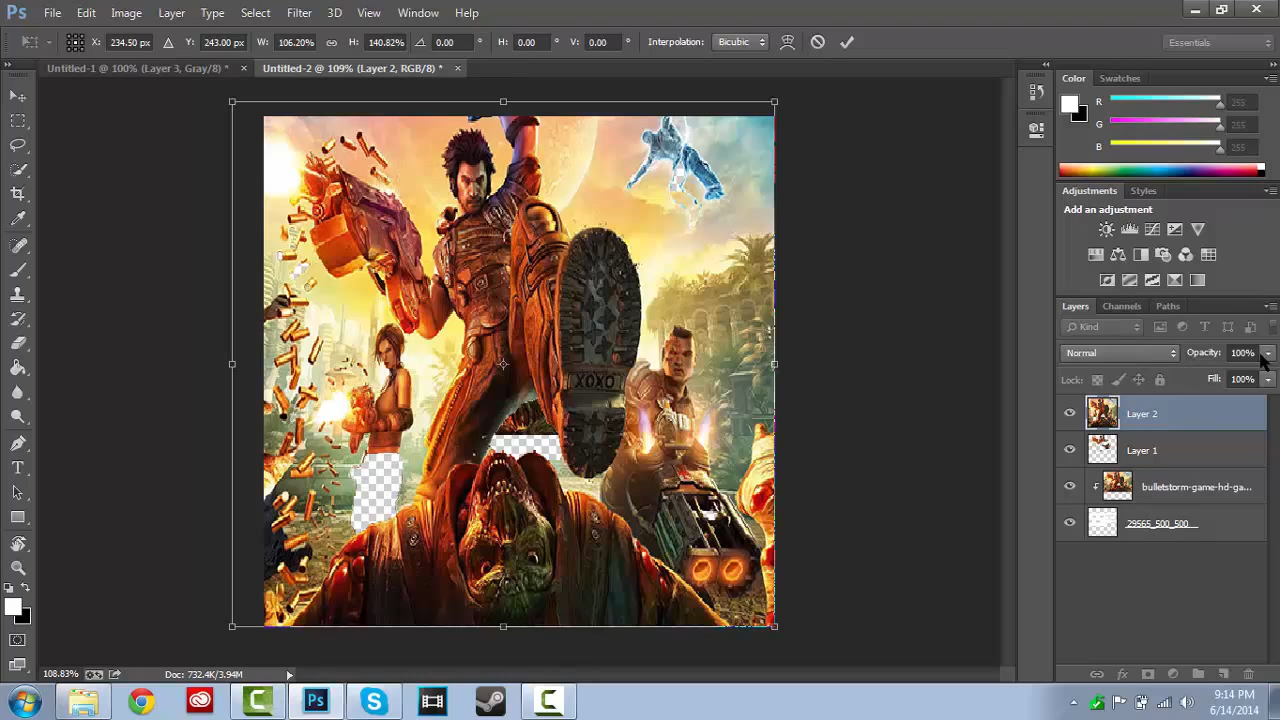 Ps File Edit Image Layer Type Select Filter 3D View Window Help
X: 234.50 px Y: 243.00 px W: 106.20% H: 140.82% 0.00 ° H: 0.00 ° V: 0.00 ° Interpolation: Bicubic Essentials
Untitled-1 @ 100% (Layer 3, Gray/8) * × Untitled-2 @ 109% (Layer 2, RGB/8) * ×
Color Swatches
R 255
G 255
B 255
Adjustments Styles
Add an adjustment
Layers Channels Paths
Kind
Normal Opacity: 100%
Lock: Fill: 100%
Layer 2
Layer 1
bulletstorm-game-hd-ga...
29565_500_500
XOXO
108.83% Doc: 732.4K/3.94M
9:14 PM
6/14/2014